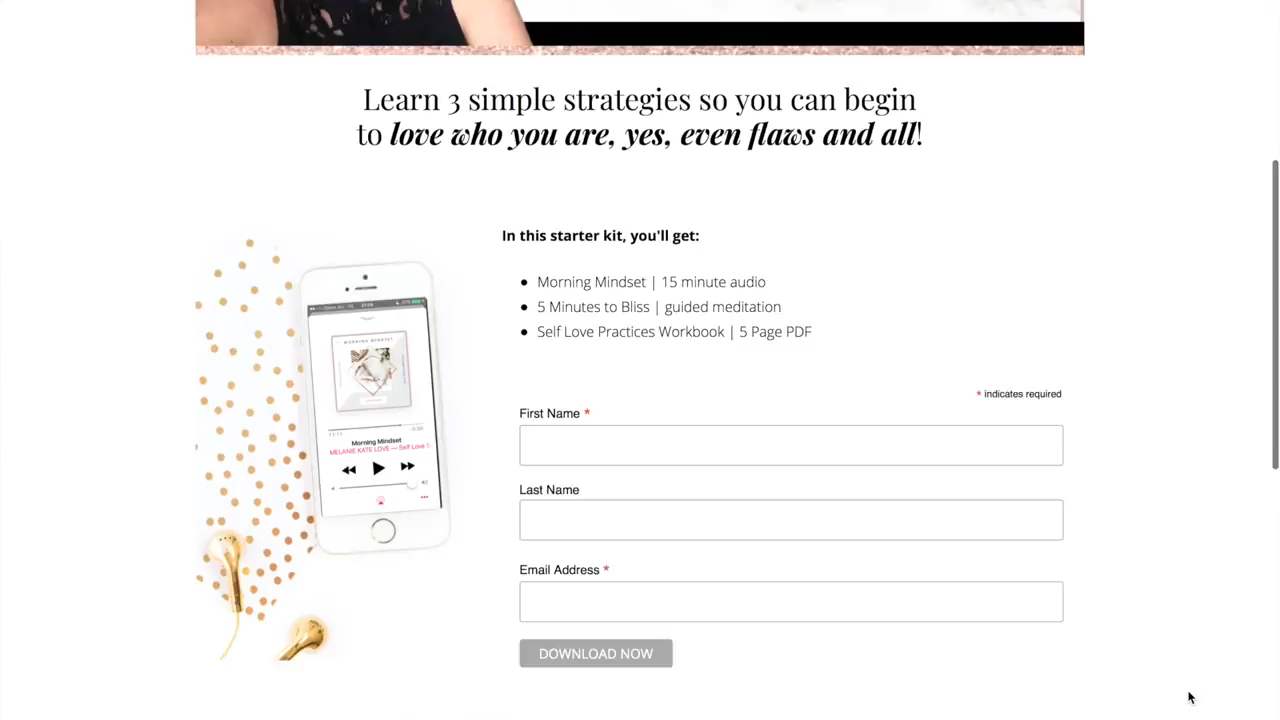 Learn 3 simple strategies so you can begin
to love who you are, yes, even flaws and all!
In this starter kit, you'll get:
● Morning Mindset | 15 minute audio
● 5 Minutes to Bliss | guided meditation
● Self Love Practices Workbook | 5 Page PDF
* indicates required
First Name *
Last Name
Email Address *
DOWNLOAD NOW
MORNING MINDSET
Morning Mindset
MELANIE KATE LOVE — Self Love